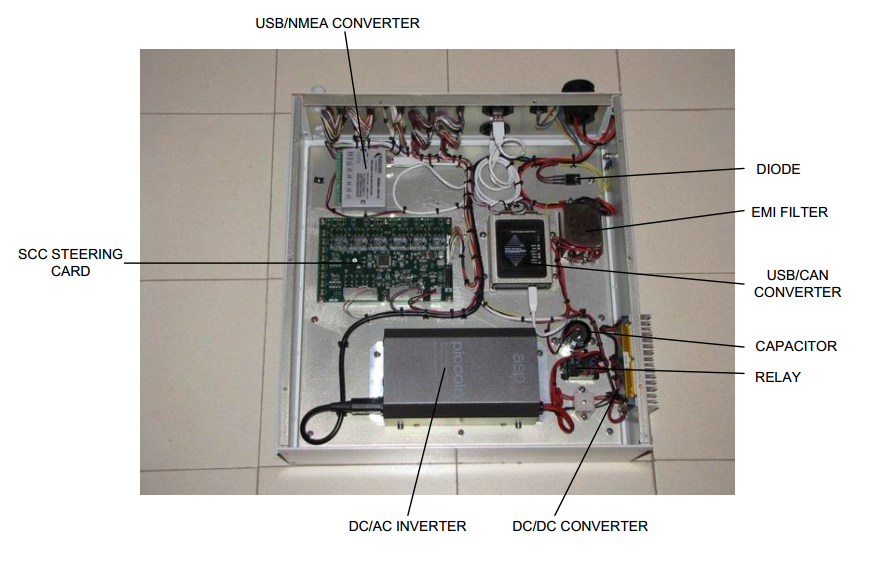 USB/NMEA CONVERTER
DIODE
EMI FILTER
SCC STEERING
CARD
USB/CAN
CONVERTER
CAPACITOR
RELAY
piccolo
asp
DC/AC INVERTER
DC/DC CONVERTER